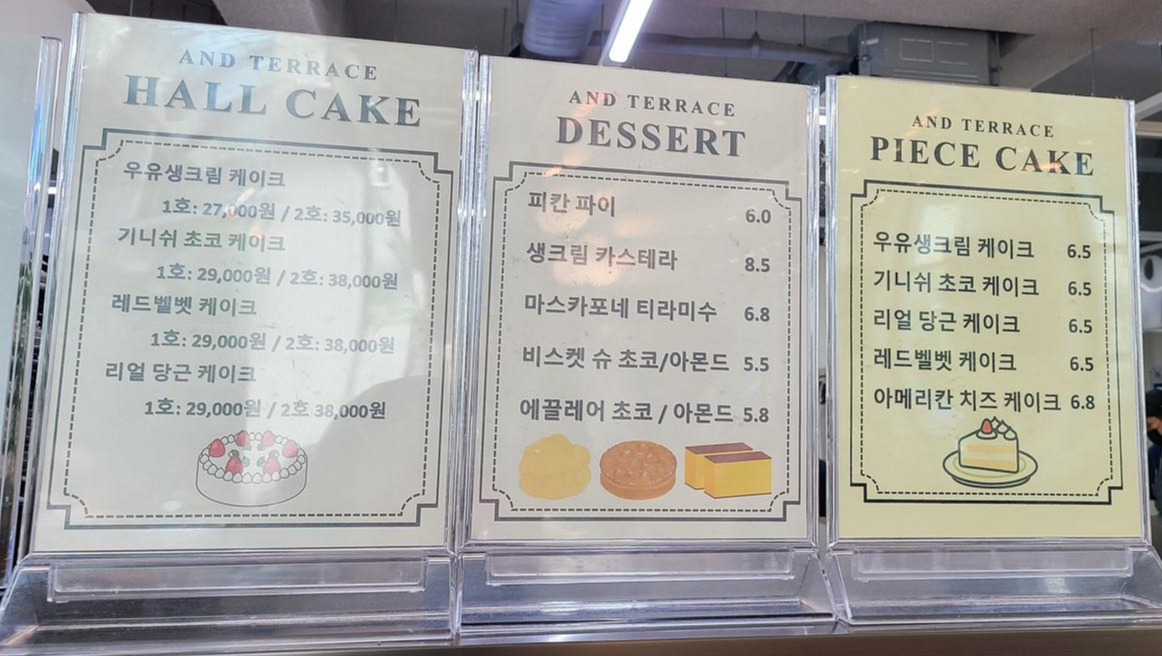 AND TERRACE
HALL CAKE
우유생크림 케이크
1호: 27,000원 / 2호: 35,000원
기니쉬 초코 케이크
1호: 29,000원 / 2호: 38,000원
레드벨벳 케이크
1호: 29,000원 / 2호: 38,000원
리얼 당근 케이크
1호: 29,000원 / 2호 38,000원
AND TERRACE
DESSERT
피칸 파이 6.0
생크림 카스테라 8.5
마스카포네 티라미수 6.8
비스켓 슈 초코/아몬드 5.5
에끌레어 초코 / 아몬드 5.8
AND TERRACE
PIECE CAKE
우유생크림 케이크 6.5
기니쉬 초코 케이크 6.5
리얼 당근 케이크 6.5
레드벨벳 케이크 6.5
아메리칸 치즈 케이크 6.8